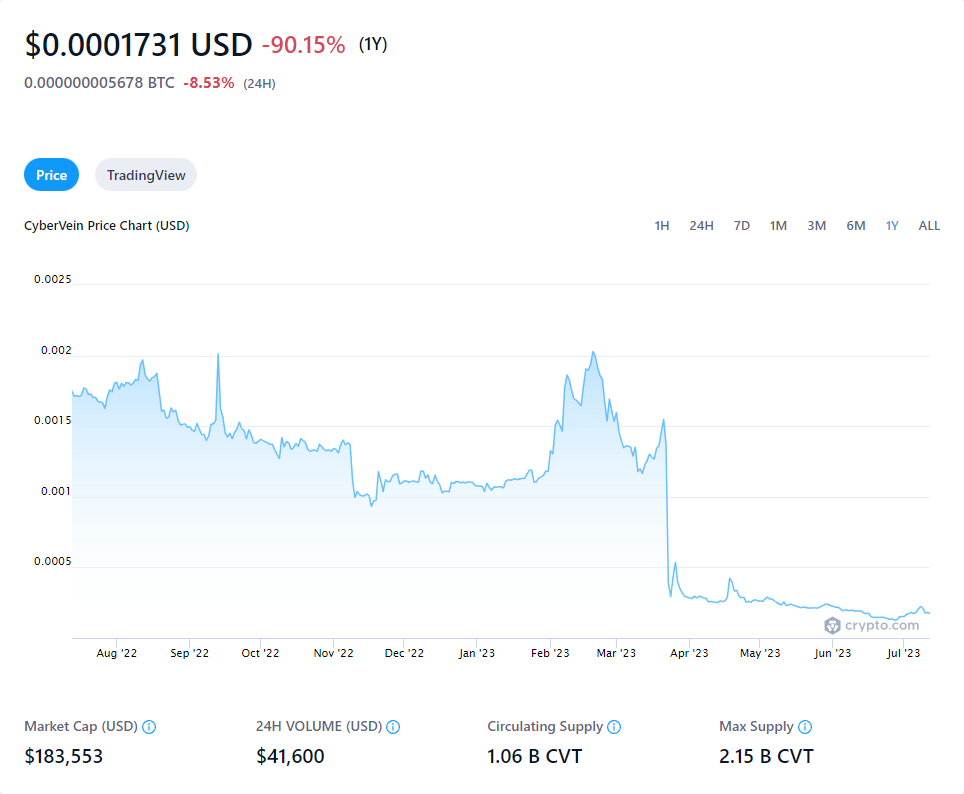 $0.0001731 USD -90.15% (1Y)
0.000000005678 BTC -8.53% (24H)
Price TradingView
CyberVein Price Chart (USD) 1H 24H 7D 1M 3M 6M 1Y ALL
0.0025
0.002
0.0015
0.001
0.0005
crypto.com
Aug '22 Sep '22 Oct '22 Nov '22 Dec '22 Jan '23 Feb '23 Mar '23 Apr '23 May '23 Jun '23 Jul '23
Market Cap (USD) 24H VOLUME (USD) Circulating Supply Max Supply
$183,553 $41,600 1.06 B CVT 2.15 B CVT